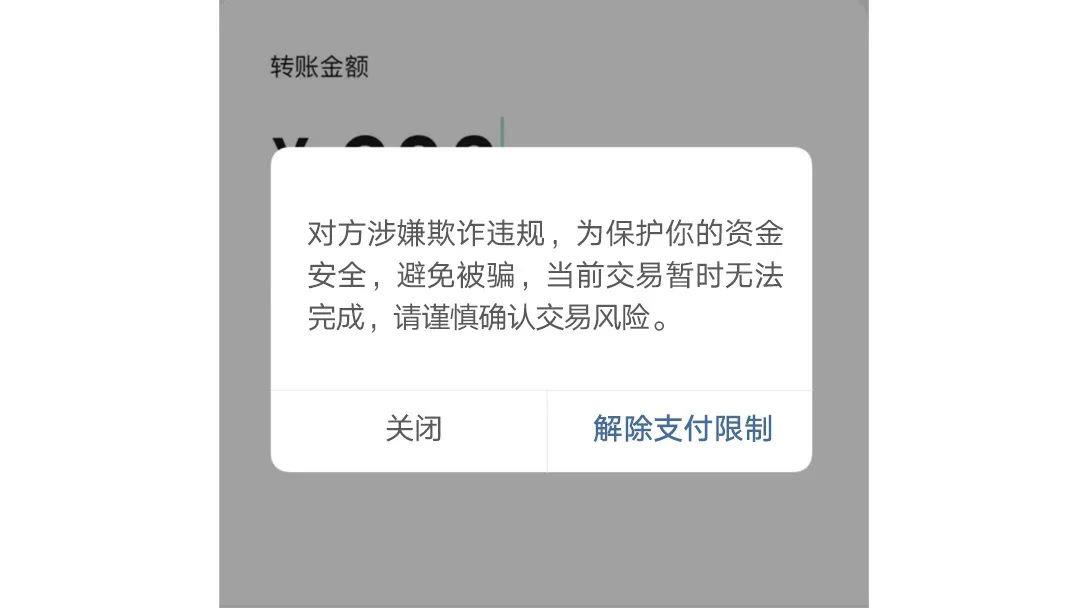 转账金额
对方涉嫌欺诈违规，为保护你的资金
安全，避免被骗，当前交易暂时无法
完成，请谨慎确认交易风险。
关闭
解除支付限制